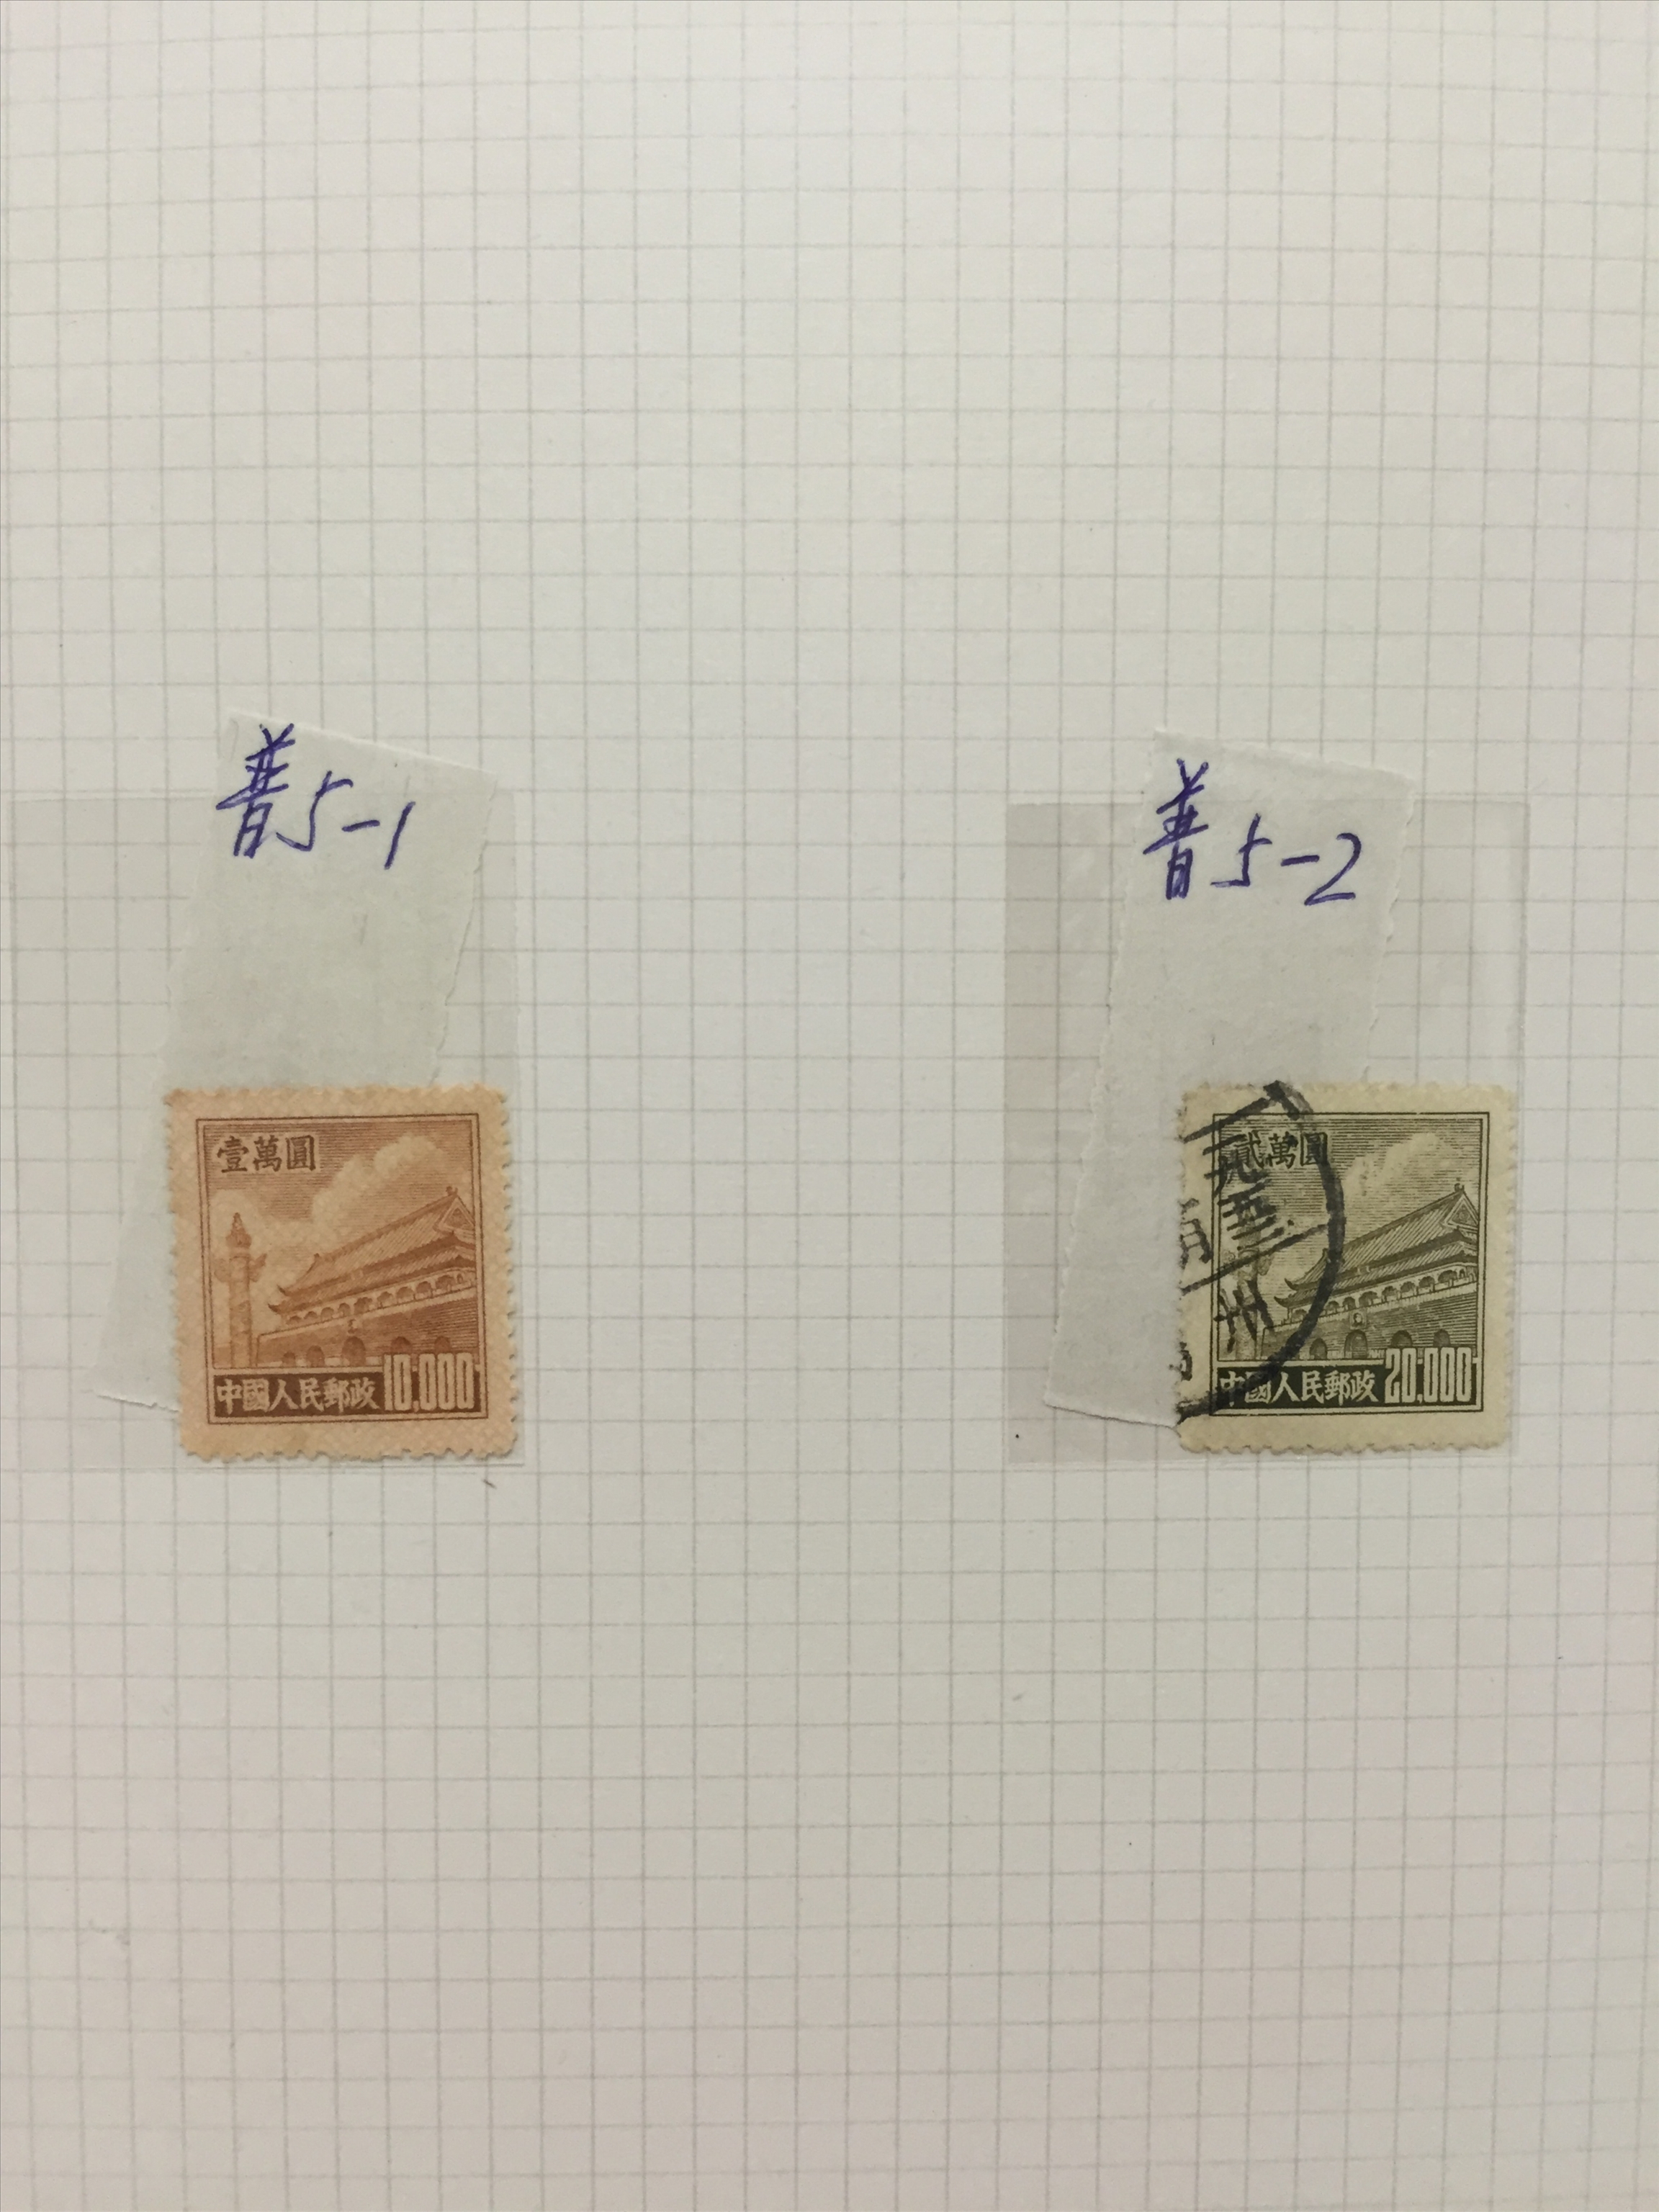 普5-1
普5-2
壹萬圓
中國人民郵政 10,000
貳萬圓
中國人民郵政 20,000
州